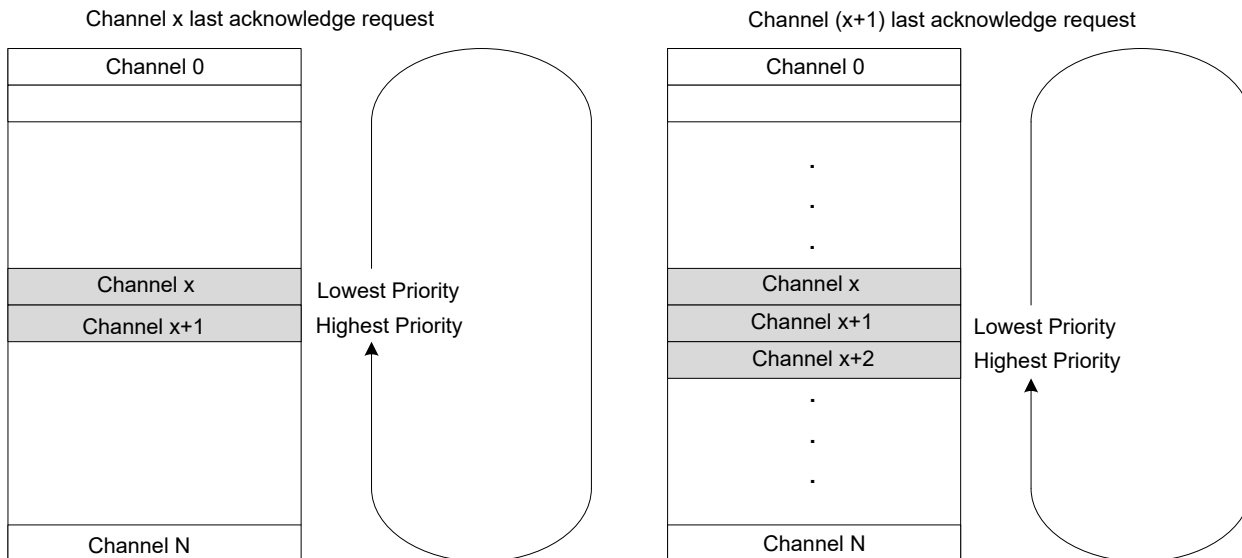 Channel x last acknowledge request
Channel 0
Channel x
Lowest Priority
Channel x+1
Highest Priority
Channel N
Channel (x+1) last acknowledge request
Channel 0
.
.
.
Channel x
Channel x+1
Lowest Priority
Channel x+2
Highest Priority
.
.
.
Channel N